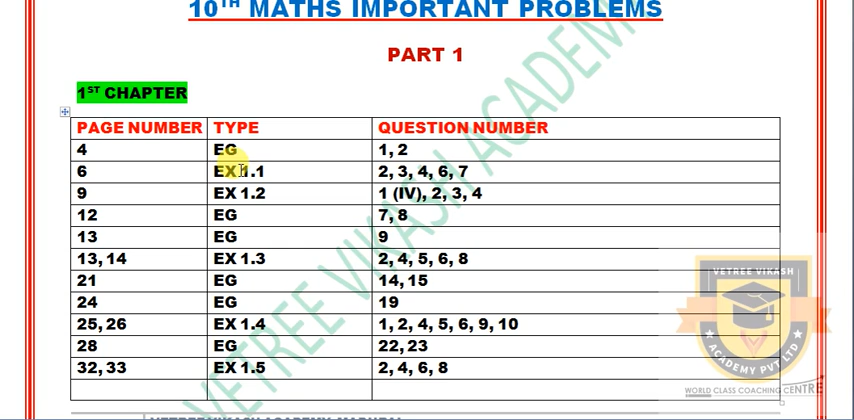 10TH MATHS IMPORTANT PROBLEMS
PART 1
1ST CHAPTER
PAGE NUMBER TYPE QUESTION NUMBER
4 EG 1, 2
6 EX 1.1 2, 3, 4, 6, 7
9 EX 1.2 1 (IV), 2, 3, 4
12 EG 7, 8
13 EG 9
13, 14 EX 1.3 2, 4, 5, 6, 8
21 EG 14, 15
24 EG 19
25, 26 EX 1.4 1, 2, 4, 5, 6, 9, 10
28 EG 22, 23
32, 33 EX 1.5 2, 4, 6, 8
VETREE VIKASH ACADEM
VETREE VIKASH
ACADEMY PVT LTD
WORLD CLASS COACHING CENTRE